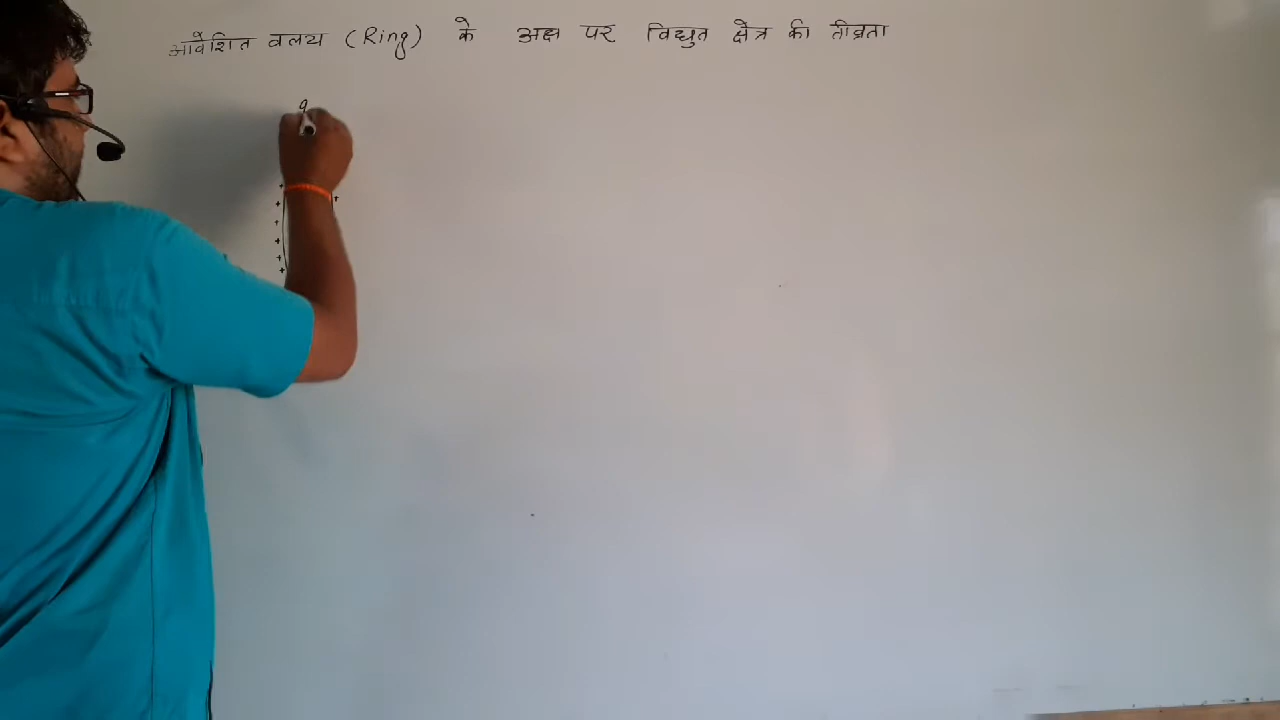 आवेशित वलय (Ring) के अक्ष पर विद्युत क्षेत्र की तीव्रता
q